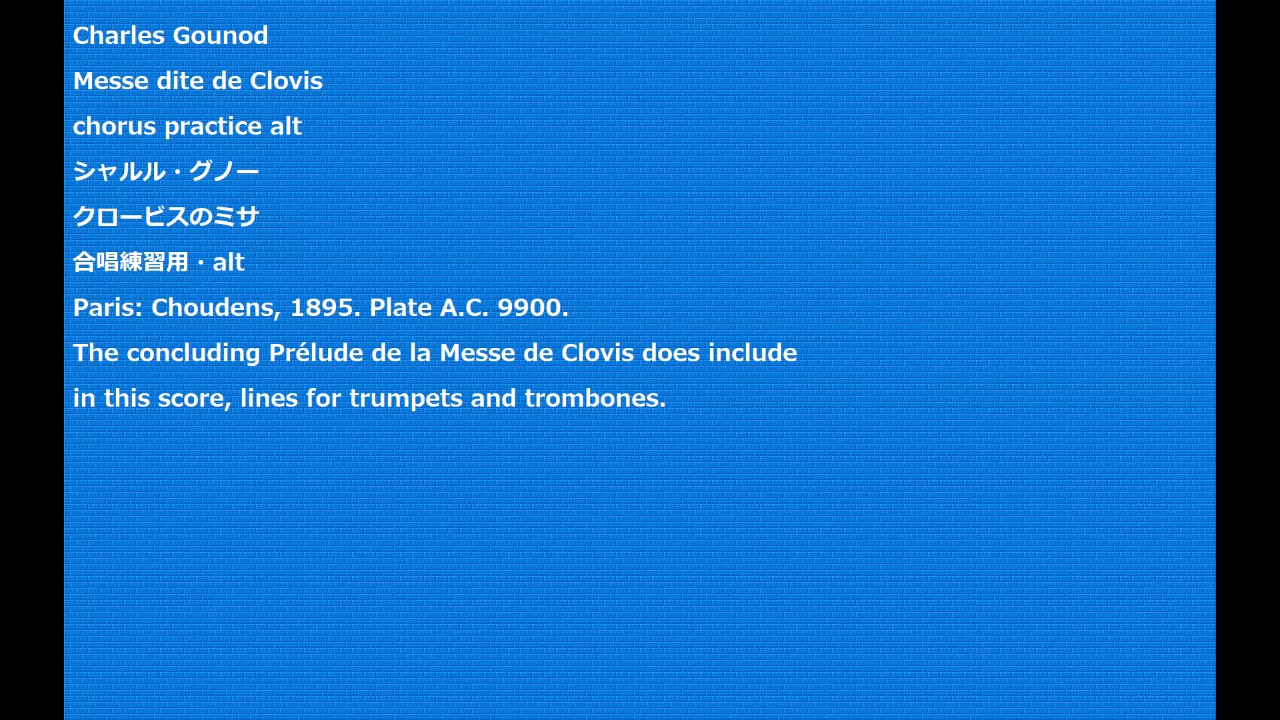 Charles Gounod
Messe dite de Clovis
chorus practice alt
シャルル・グノー
クロービスのミサ
合唱練習用・alt
Paris: Choudens, 1895. Plate A.C. 9900.
The concluding Prélude de la Messe de Clovis does include
in this score, lines for trumpets and trombones.